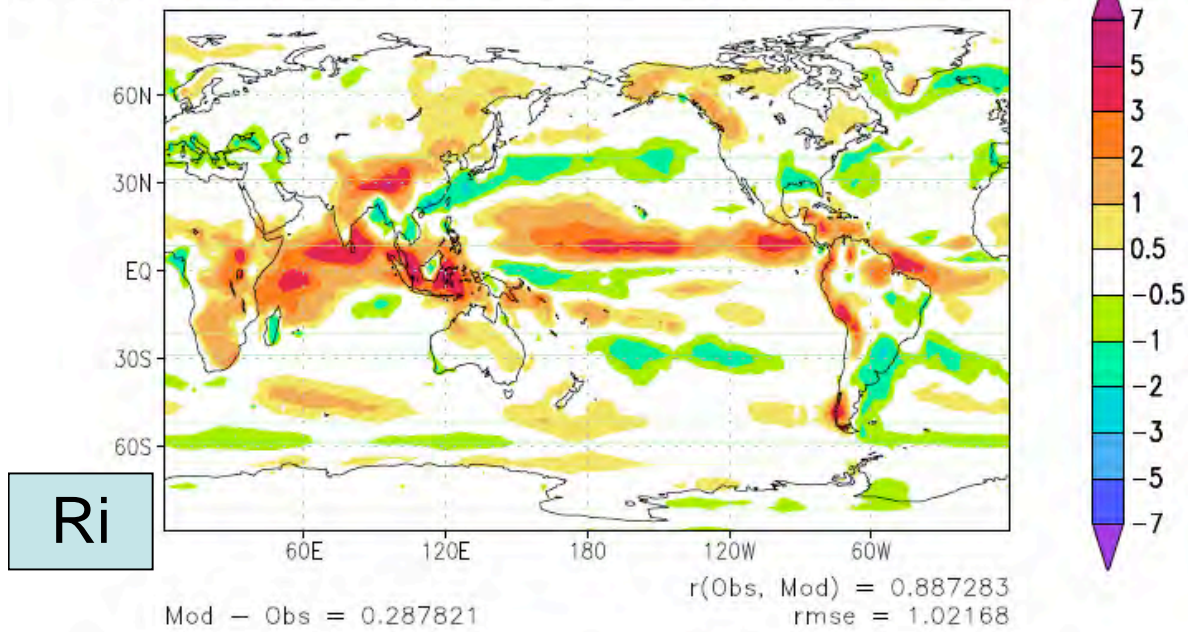 7
5
3
2
1
0.5
-0.5
-1
-2
-3
-5
-7
60N
30N
EQ
30S
60S
60E 120E 180 120W 60W
Ri
r(Obs, Mod) = 0.887283
Mod - Obs = 0.287821 rmse = 1.02168